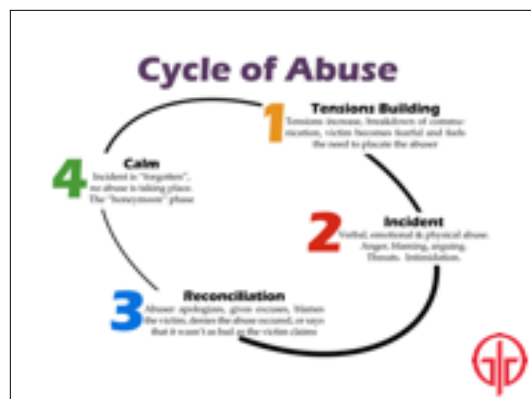 Cycle of Abuse
1
Tensions Building
Tensions increase, breakdown of commu-
nication, victim becomes fearful and feels
the need to placate the abuser
2
Incident
Verbal, emotional & physical abuse.
Anger, blaming, arguing.
Threats. Intimidation.
3
Reconciliation
Abuser apologizes, gives excuses, blames
the victim, denies the abuse occured, or says
that it wasn't as bad as the victim claims
4
Calm
Incident is "forgotten",
no abuse is taking place.
The "honeymoon" phase